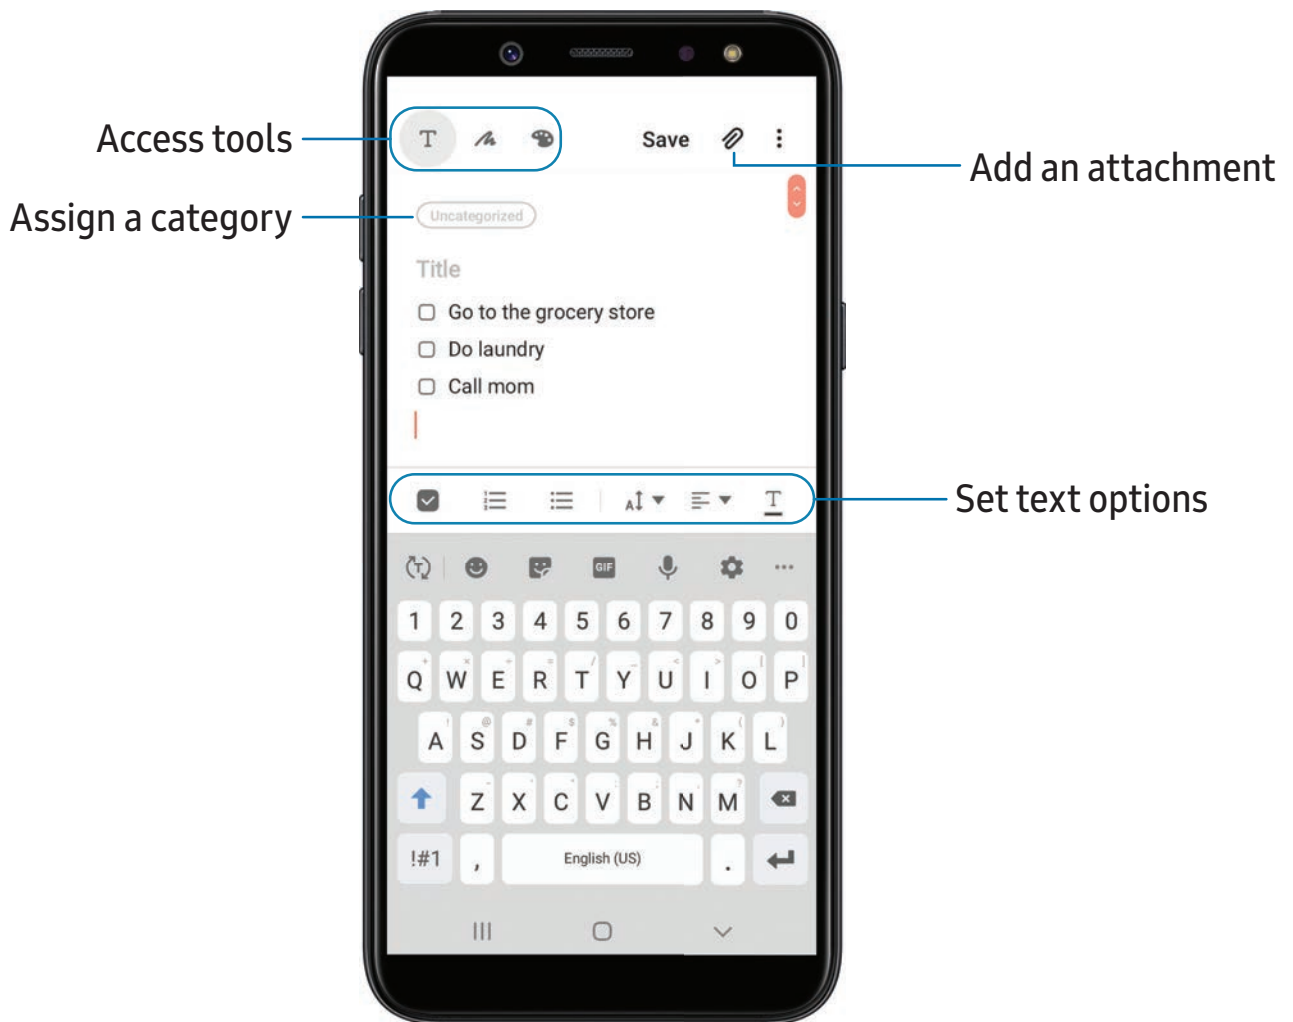 Access tools
T
Save
Add an attachment
Assign a category
Uncategorized
Title
Go to the grocery store
Do laundry
Call mom
Set text options
A T
T GIF
1 2 3 4 5 6 7 8 9 0
Q W E R T Y U I O P
A S D F G H J K L
Z X C V B N M
!#1 , English (US) .